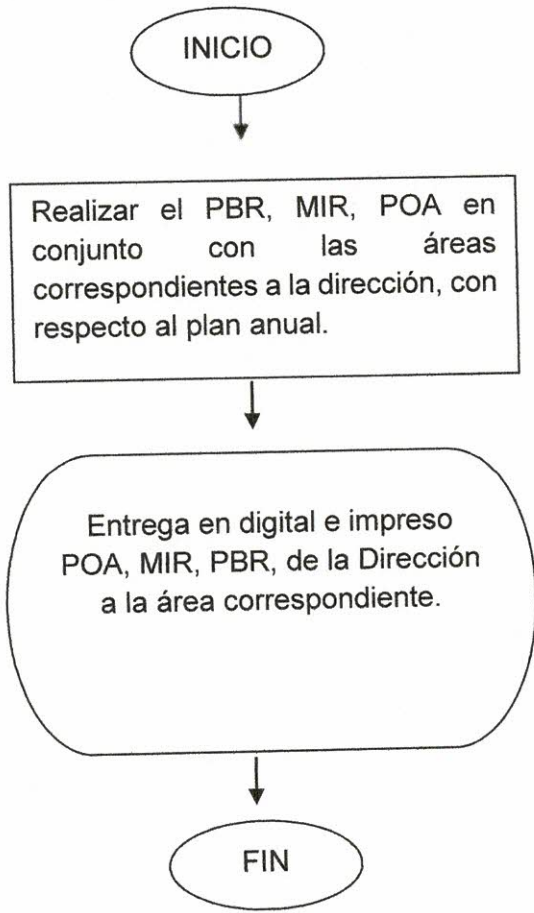 INICIO
Realizar el PBR, MIR, POA en
conjunto con las áreas
correspondientes a la dirección, con
respecto al plan anual.
Entrega en digital e impreso
POA, MIR, PBR, de la Dirección
a la área correspondiente.
FIN